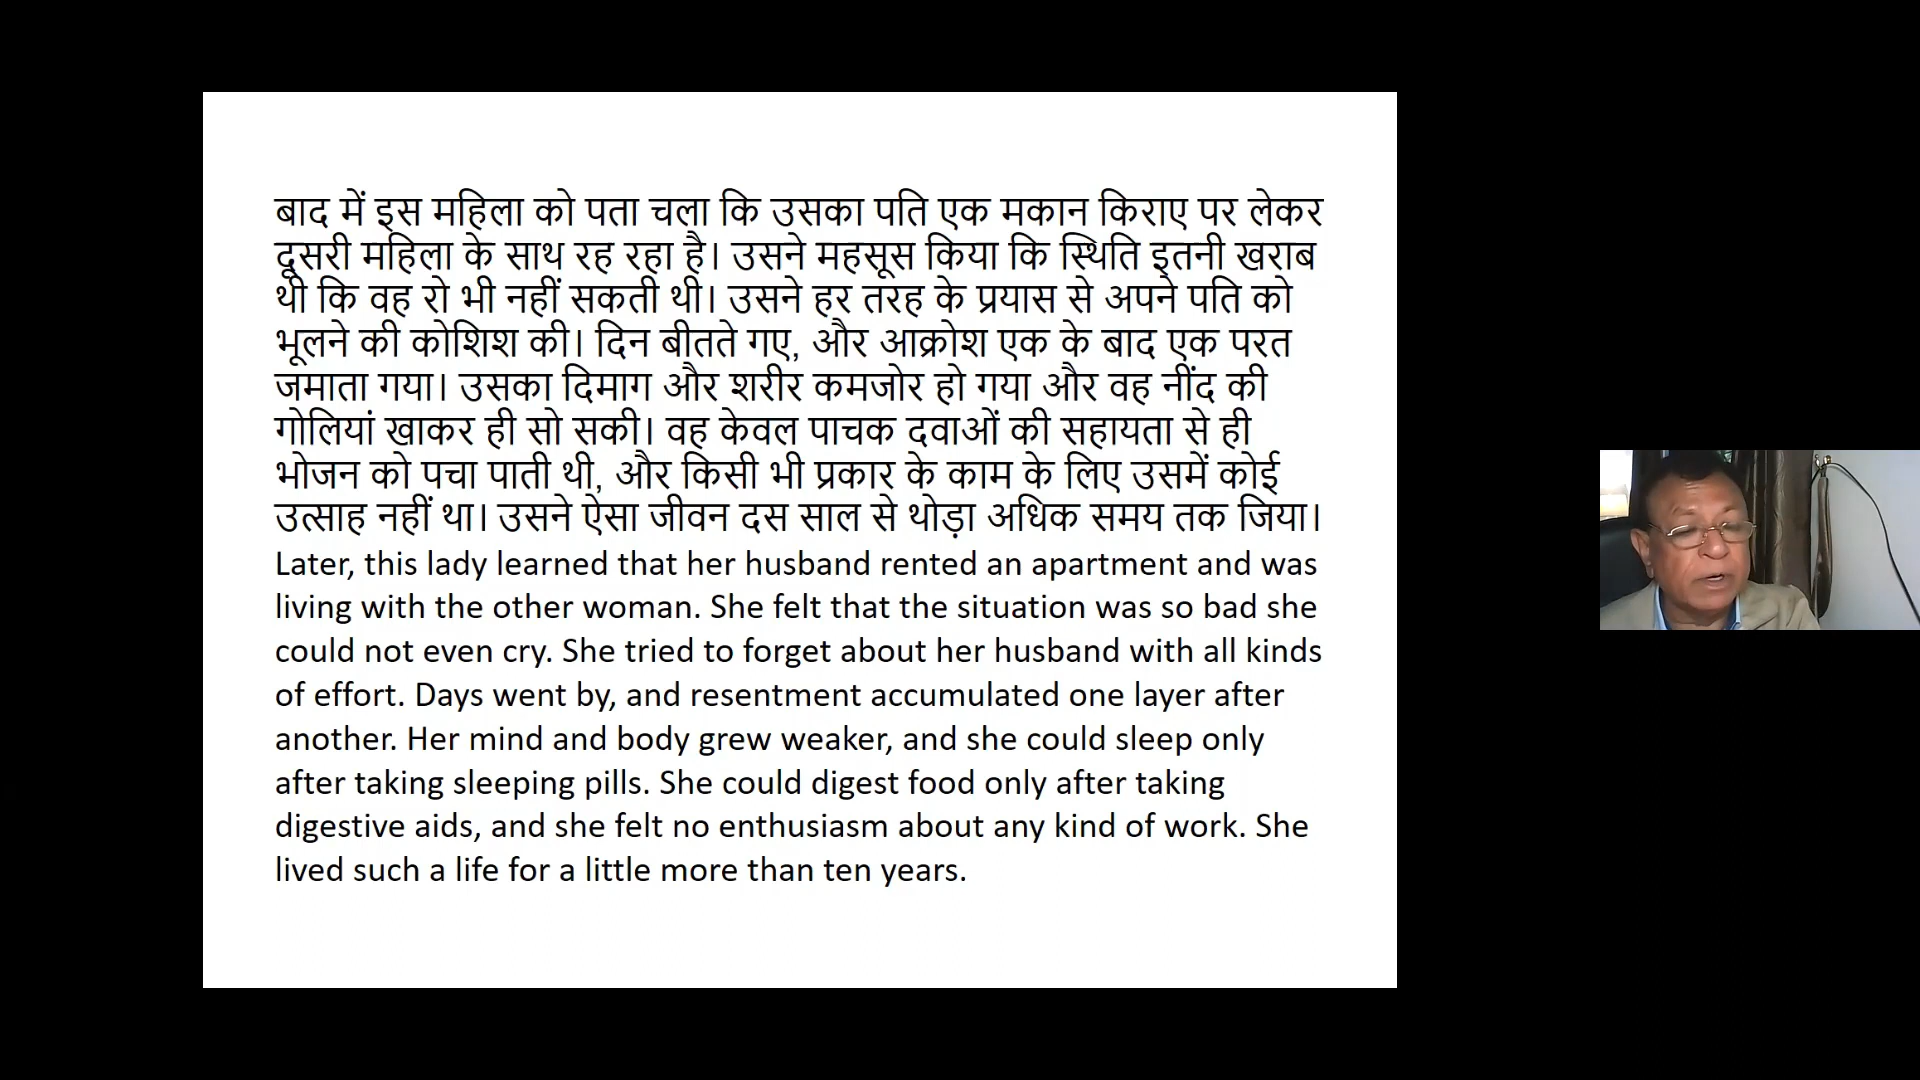 बाद में इस महिला को पता चला कि उसका पति एक मकान किराए पर लेकर
दूसरी महिला के साथ रह रहा है। उसने महसूस किया कि स्थिति इतनी खराब
थी कि वह रो भी नहीं सकती थी। उसने हर तरह के प्रयास से अपने पति को
भूलने की कोशिश की। दिन बीतते गए, और आक्रोश एक के बाद एक परत
जमाता गया। उसका दिमाग और शरीर कमजोर हो गया और वह नींद की
गोलियां खाकर ही सो सकी। वह केवल पाचक दवाओं की सहायता से ही
भोजन को पचा पाती थी, और किसी भी प्रकार के काम के लिए उसमें कोई
उत्साह नहीं था। उसने ऐसा जीवन दस साल से थोड़ा अधिक समय तक जिया।
Later, this lady learned that her husband rented an apartment and was
living with the other woman. She felt that the situation was so bad she
could not even cry. She tried to forget about her husband with all kinds
of effort. Days went by, and resentment accumulated one layer after
another. Her mind and body grew weaker, and she could sleep only
after taking sleeping pills. She could digest food only after taking
digestive aids, and she felt no enthusiasm about any kind of work. She
lived such a life for a little more than ten years.